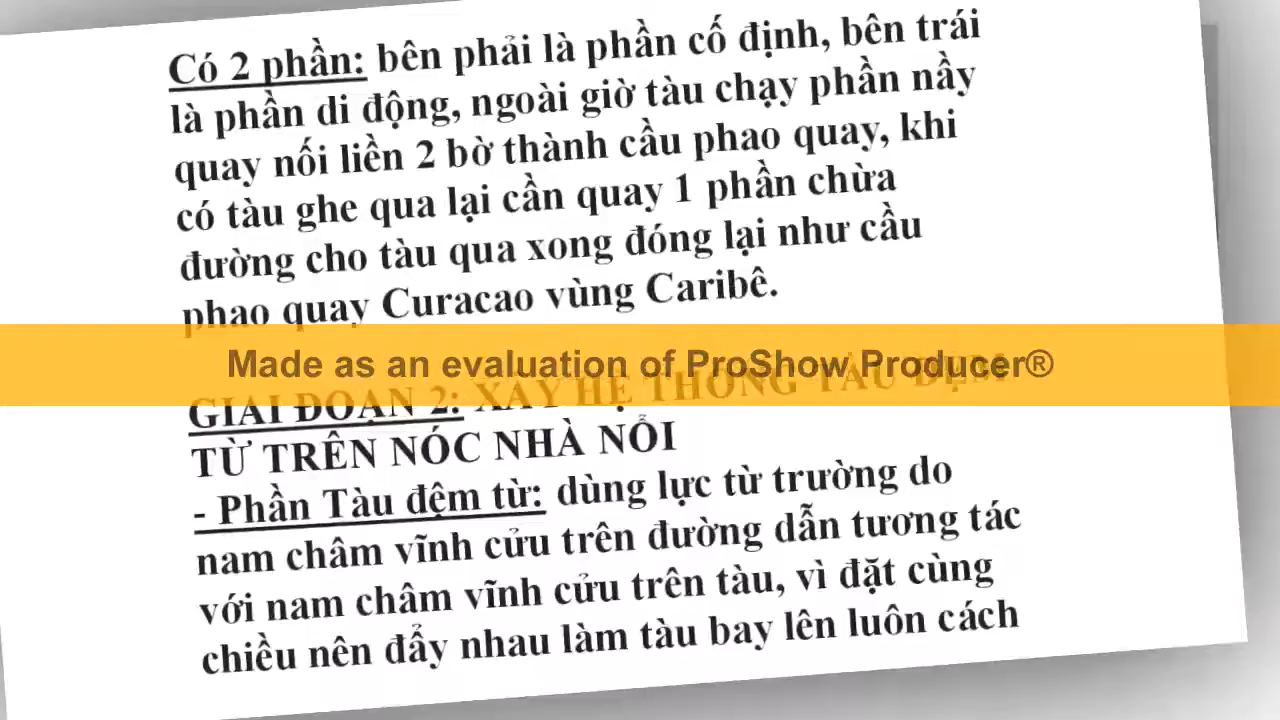 Có 2 phần: bên phải là phần cố định, bên trái
là phần di động, ngoài giờ tàu chạy phần nầy
quay nối liền 2 bờ thành cầu phao quay, khi
có tàu ghe qua lại cần quay 1 phần chừa
đường cho tàu qua xong đóng lại như cầu
phao quay Curacao vùng Caribê.
Made as an evaluation of ProShow Producer®
GIAI ĐOẠN 2: XÂY HỆ THỐNG TÀU ĐỆM
TỪ TRÊN NÓC NHÀ NỔI
- Phần Tàu đệm từ: dùng lực từ trường do
nam châm vĩnh cửu trên đường dẫn tương tác
với nam châm vĩnh cửu trên tàu, vì đặt cùng
chiều nên đẩy nhau làm tàu bay lên luôn cách